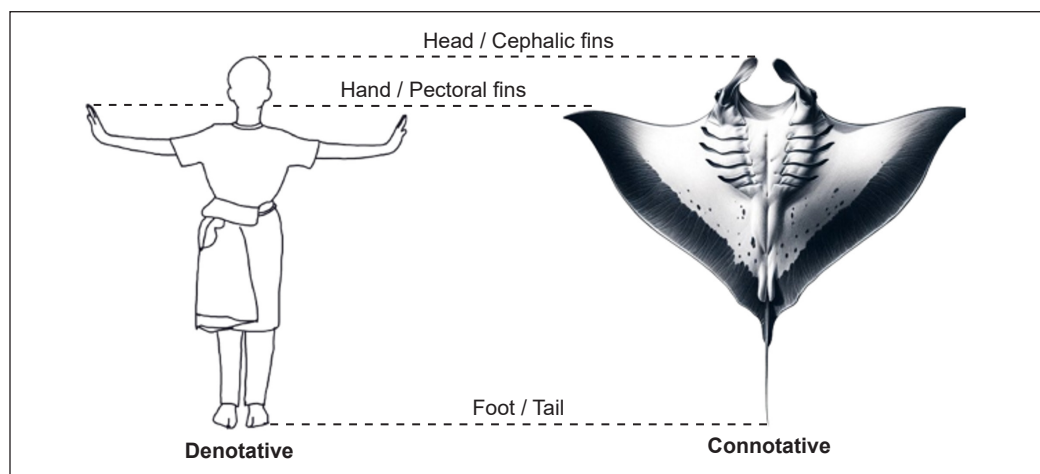 Head / Cephalic fins
Hand / Pectoral fins
Foot / Tail
Denotative
Connotative